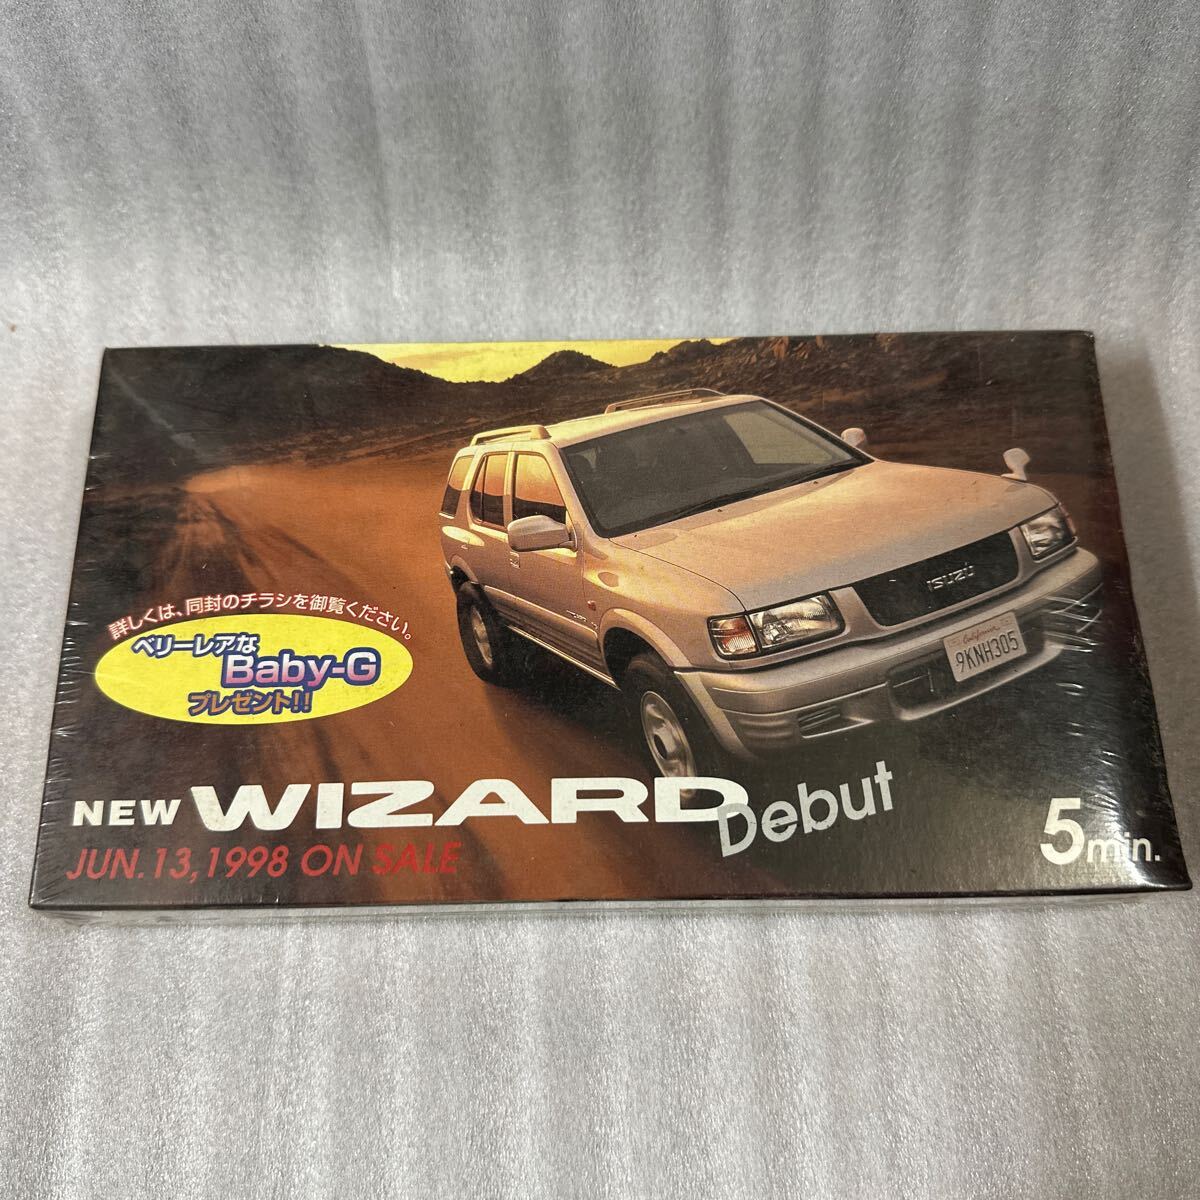 詳しくは、同封のチラシを御覧ください。
ベリーレアな
Baby-G
プレゼント!!
ISUZU
California
9KNH305
NEW WIZARD Debut
JUN.13,1998 ON SALE
5min.